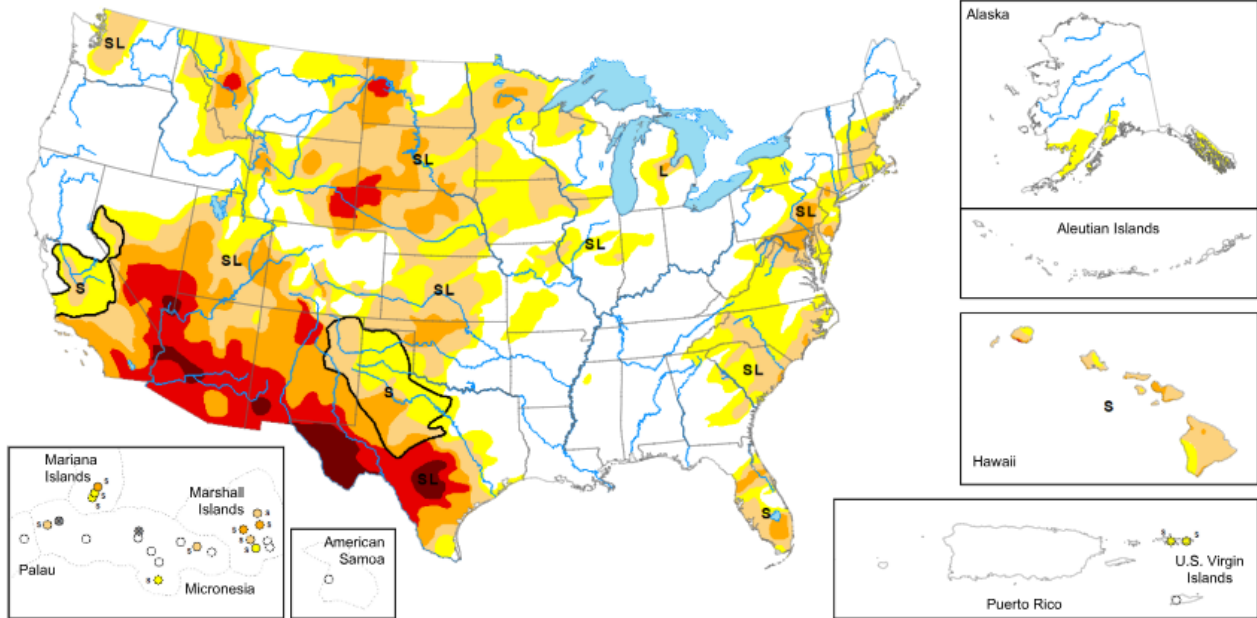 SL
SL
L
SL
SL
SL
SL
S
SL
SL
S
SL
S
Alaska
Aleutian Islands
Hawaii
S
Mariana
Islands
S
S
S
Marshall
Islands
S
S
S
S
S
S
S
S
Palau
Micronesia
American
Samoa
S
S
U.S. Virgin
Islands
Puerto Rico